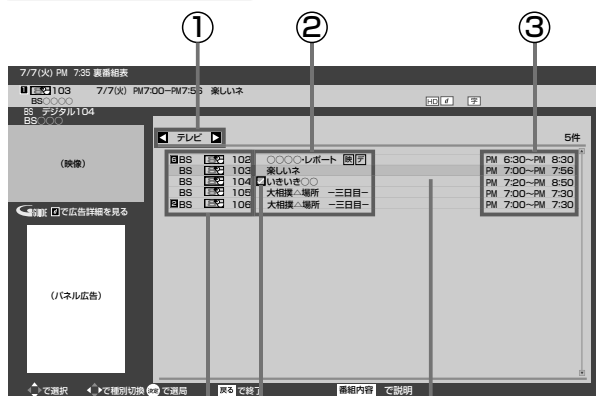 ① ② ③
7/7(火) PM 7:35 裏番組表
1 103 7/7(火) PM7:00−PM7:56 楽しいネ
BS○○○○ HD 字
BS デジタル104
BS○○○
テレビ 5件
(映像)
BS 102 ○○○○・レポート 映 デ PM 6:30〜PM 8:30
BS 103 楽しいネ PM 7:00〜PM 7:56
BS 104 いきいき○○ PM 7:20〜PM 8:50
BS 105 大相撲△場所 −三日目− PM 7:00〜PM 7:30
2BS 106 大相撲△場所 −三日目− PM 7:00〜PM 7:30
GUIDE で広告詳細を見る
(パネル広告)
で選択 で種別切換 決定 で選局 戻る で終了 番組内容 で説明